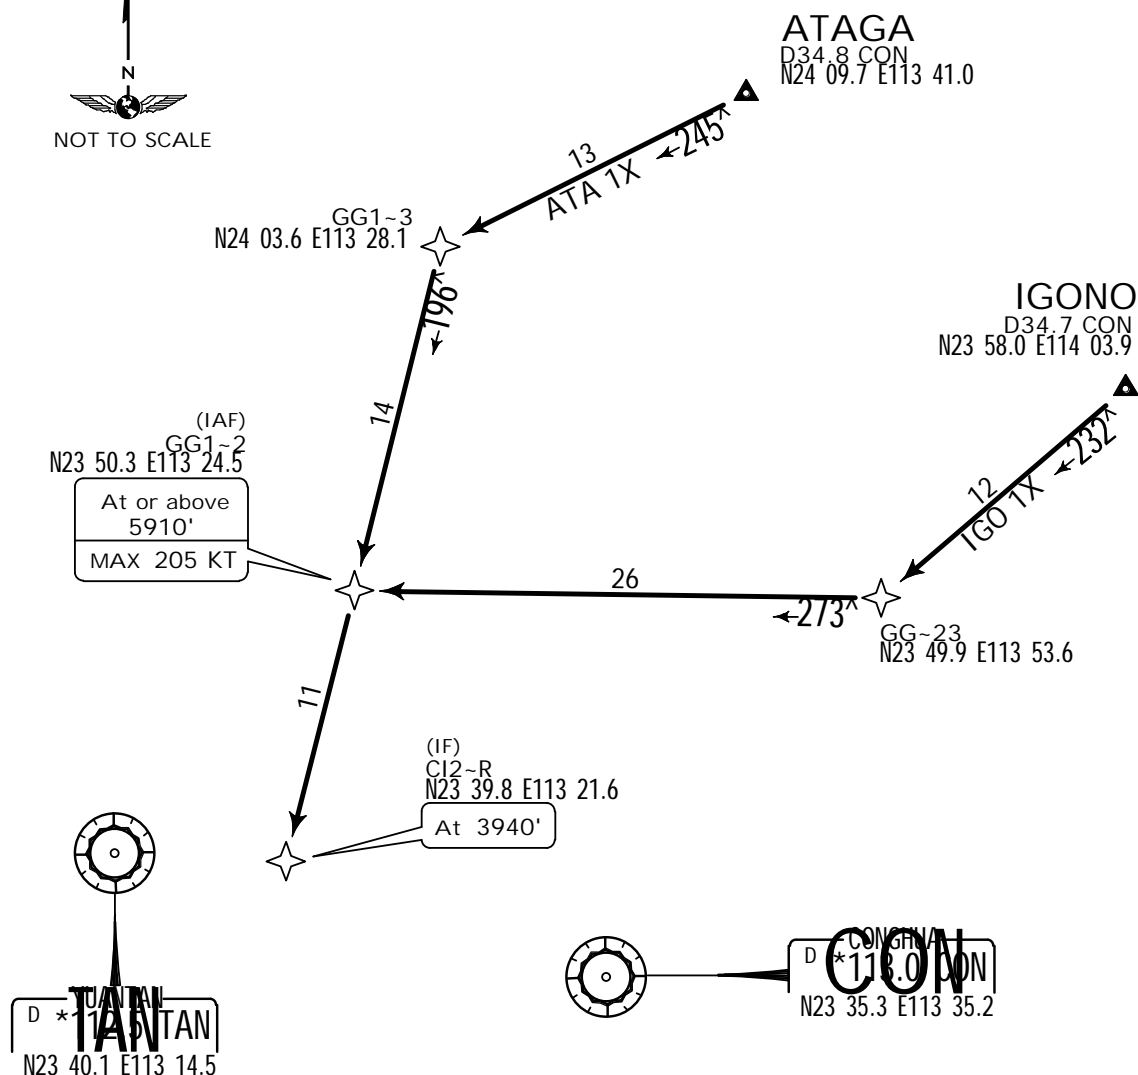 ATAGA
D34.8 CON
N24 09.7 E113 41.0
N
NOT TO SCALE
245^
13
ATA 1X
GG1~3
N24 03.6 E113 28.1
196^
IGONO
D34.7 CON
N23 58.0 E114 03.9
14
(IAF)
GG1~2
N23 50.3 E113 24.5
At or above
5910'
MAX 205 KT
232^
12
IGO 1X
26
273^
GG~23
N23 49.9 E113 53.6
11
(IF)
CI2~R
N23 39.8 E113 21.6
At 3940'
CONGHUA
CON
D *113.0 CON
N23 35.3 E113 35.2
YUANTAN
TAN
D *112.5 TAN
N23 40.1 E113 14.5